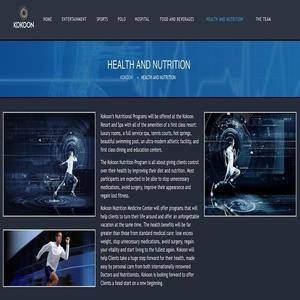 KOKOON
HOME
ENTERTAINMENT
SPORTS
POLO
HOSPITAL
FOOD AND BEVERAGES
HEALTH AND NUTRITION
THE TEAM
HEALTH AND NUTRITION
KOKOON
HEALTH AND NUTRITION
Kokoon's Nutritional Programs will be offered at the Kokoon
Resort and Spa with all of the amenities of a first class resort:
luxury rooms, a full service spa, tennis courts, hot springs,
beautiful swimming pool, an ultra-modern athletic facility, and
first class dining and education centers.
The Kokoon Nutrition Program is all about giving clients control
over their health by improving their diet and nutrition. Most
participants are expected to be able to stop unnecessary
medications, avoid surgery, improve their appearance and
regain lost fitness.
Kokoon Nutrition Medicine Center will offer programs that will
help clients to turn their life around and offer an unforgettable
vacation at the same time. The health benefits will be far
greater than those from standard medical care: lose excess
weight, stop unnecessary medications, avoid surgery, regain
your vitality and start living to the fullest again. Kokoon will
help Clients take a huge step forward for their health, made
easy by personal care from both internationally renowned
Doctors and Nutritionists. Kokoon is looking forward to offer
Clients a head-start on a new beginning.